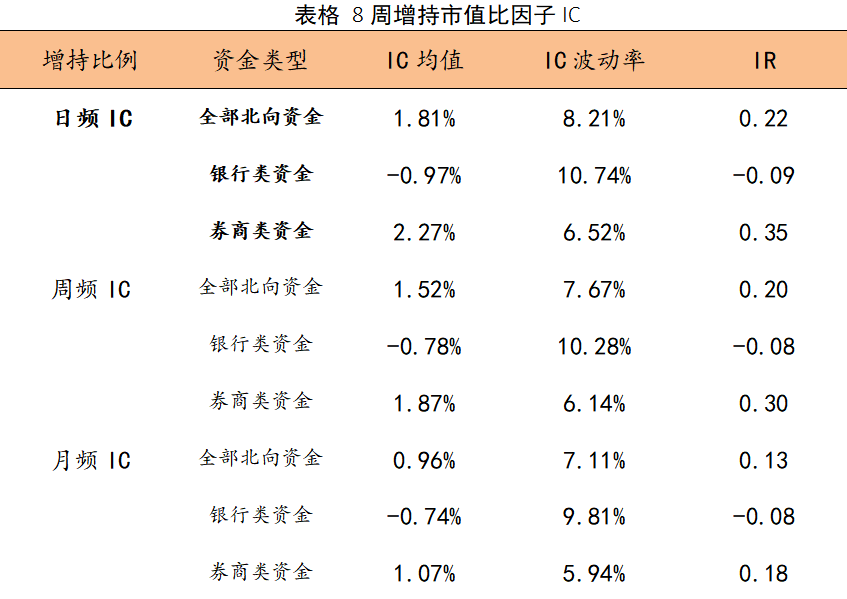 表格 8 周增持市值比因子 IC
增持比例 资金类型 IC 均值 IC 波动率 IR
日频 IC 全部北向资金 1.81% 8.21% 0.22
银行类资金 -0.97% 10.74% -0.09
券商类资金 2.27% 6.52% 0.35
周频 IC 全部北向资金 1.52% 7.67% 0.20
银行类资金 -0.78% 10.28% -0.08
券商类资金 1.87% 6.14% 0.30
月频 IC 全部北向资金 0.96% 7.11% 0.13
银行类资金 -0.74% 9.81% -0.08
券商类资金 1.07% 5.94% 0.18